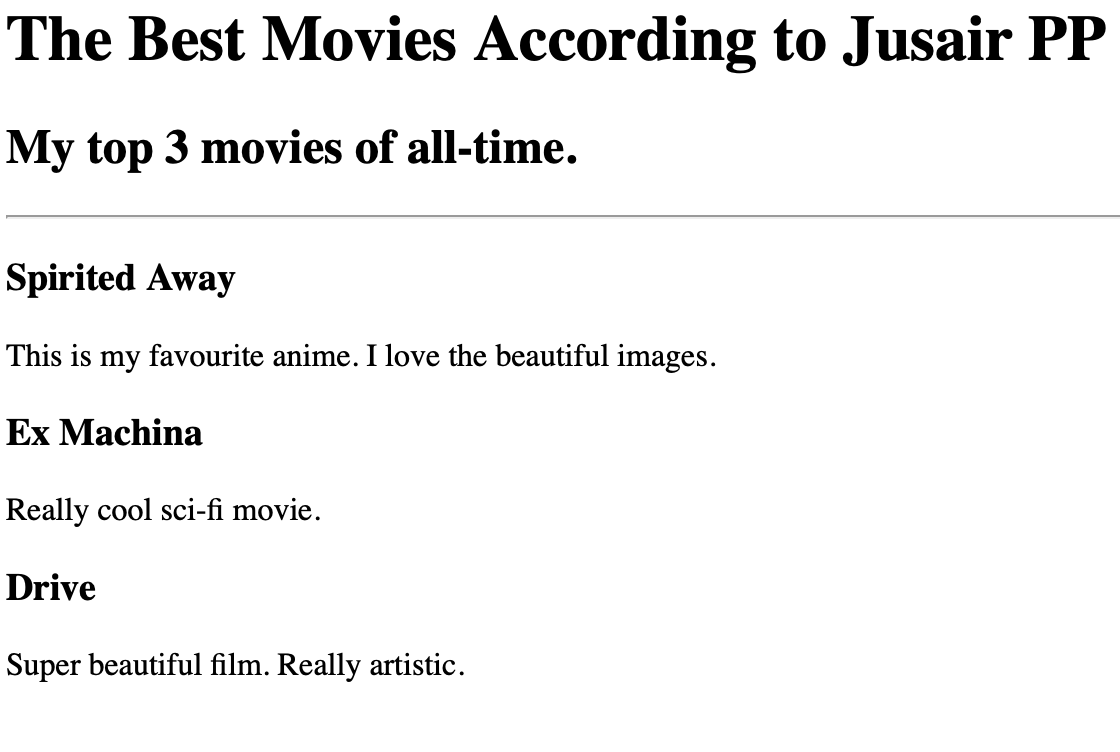 The Best Movies According to Jusair PP
My top 3 movies of all-time.
Spirited Away
This is my favourite anime. I love the beautiful images.
Ex Machina
Really cool sci-fi movie.
Drive
Super beautiful film. Really artistic.